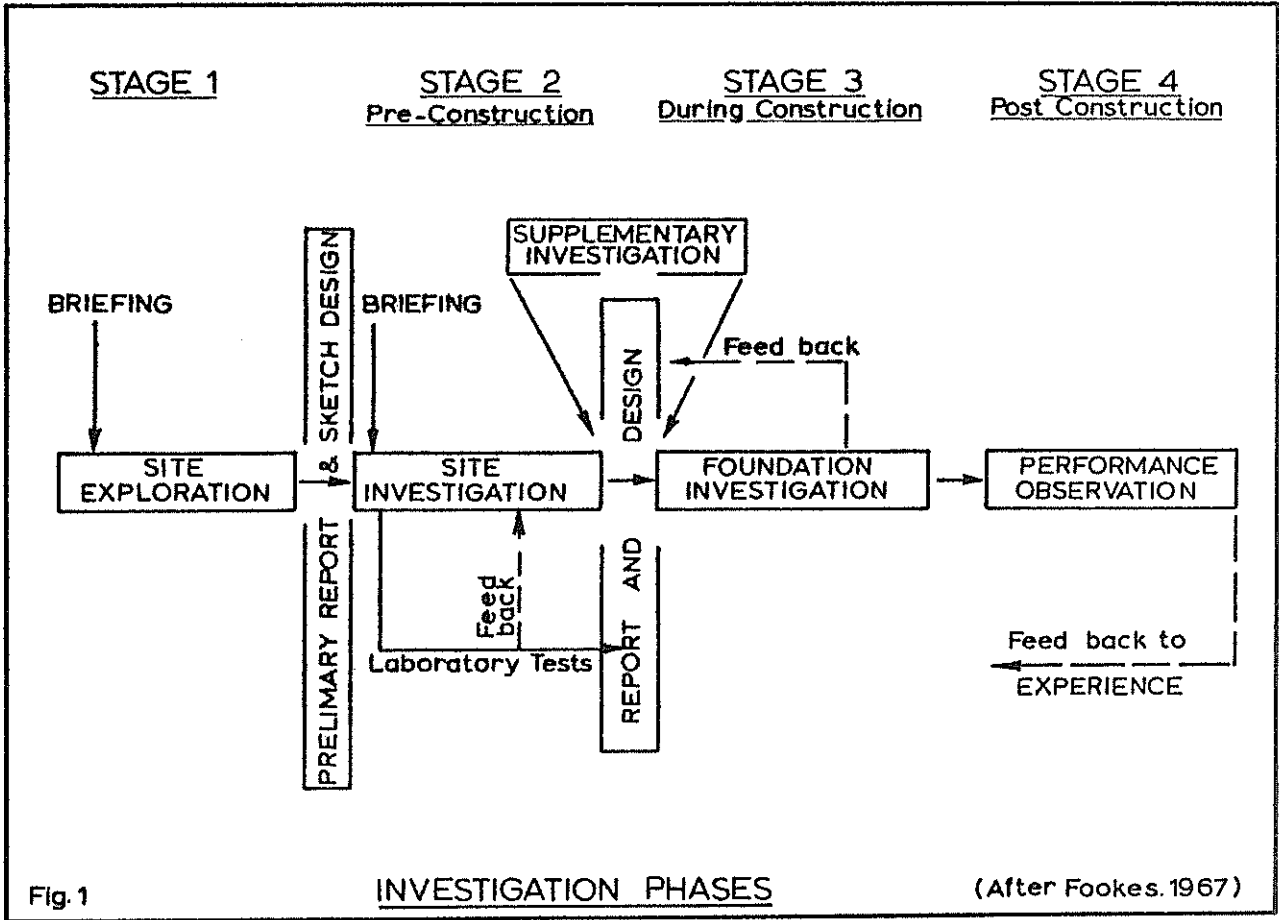 STAGE 1
STAGE 2
Pre-Construction
STAGE 3
During Construction
STAGE 4
Post Construction
SUPPLEMENTARY
INVESTIGATION
BRIEFING
PRELIMARY REPORT & SKETCH DESIGN
BRIEFING
REPORT AND DESIGN
Feed back
SITE
EXPLORATION
SITE
INVESTIGATION
FOUNDATION
INVESTIGATION
PERFORMANCE
OBSERVATION
Feed
back
Laboratory Tests
Feed back to
EXPERIENCE
Fig. 1
INVESTIGATION PHASES
(After Fookes. 1967)